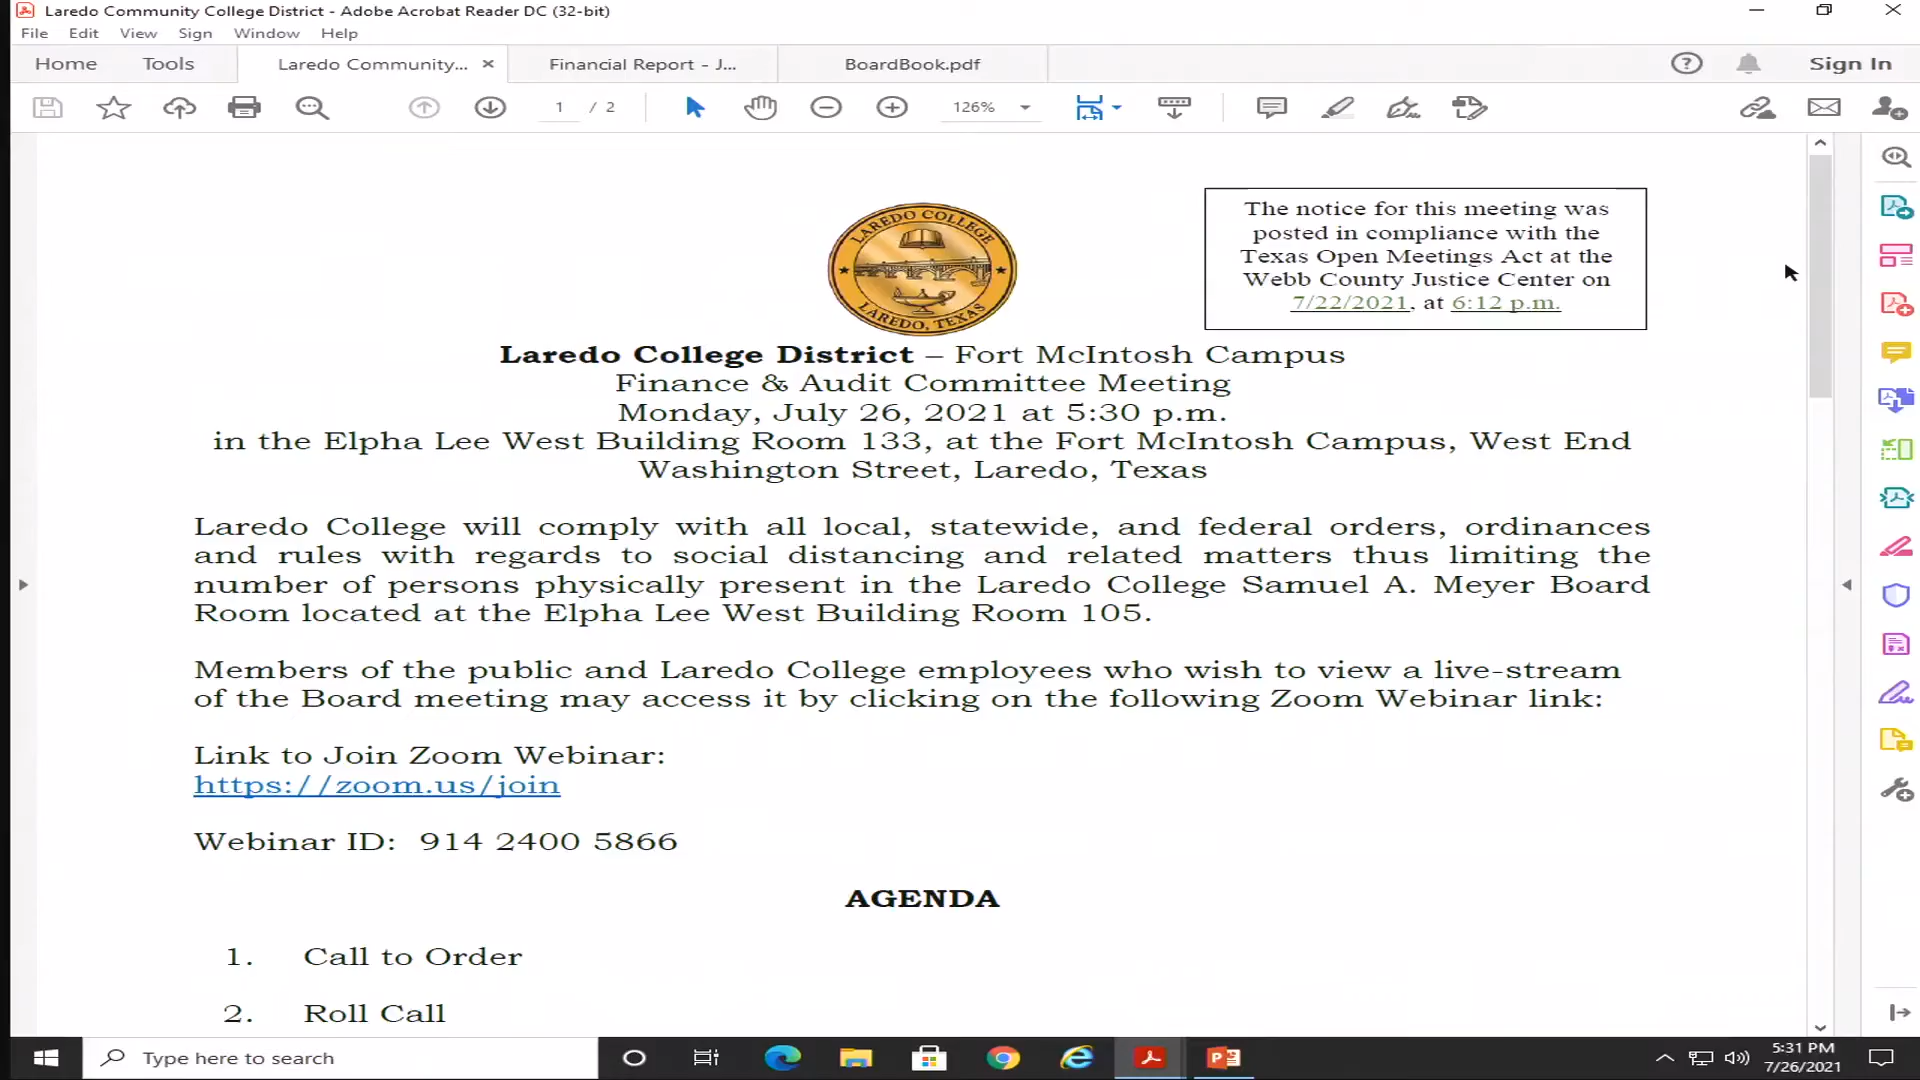 Laredo Community College District - Adobe Acrobat Reader DC (32-bit)
File Edit View Sign Window Help
Home Tools Laredo Community... × Financial Report - J... BoardBook.pdf Sign In
1 / 2 126%
LAREDO COLLEGE
LAREDO, TEXAS
The notice for this meeting was
posted in compliance with the
Texas Open Meetings Act at the
Webb County Justice Center on
7/22/2021, at 6:12 p.m.
Laredo College District – Fort McIntosh Campus
Finance & Audit Committee Meeting
Monday, July 26, 2021 at 5:30 p.m.
in the Elpha Lee West Building Room 133, at the Fort McIntosh Campus, West End
Washington Street, Laredo, Texas
Laredo College will comply with all local, statewide, and federal orders, ordinances
and rules with regards to social distancing and related matters thus limiting the
number of persons physically present in the Laredo College Samuel A. Meyer Board
Room located at the Elpha Lee West Building Room 105.
Members of the public and Laredo College employees who wish to view a live-stream
of the Board meeting may access it by clicking on the following Zoom Webinar link:
Link to Join Zoom Webinar:
https://zoom.us/join
Webinar ID: 914 2400 5866
AGENDA
1. Call to Order
2. Roll Call
Type here to search
5:31 PM
7/26/2021